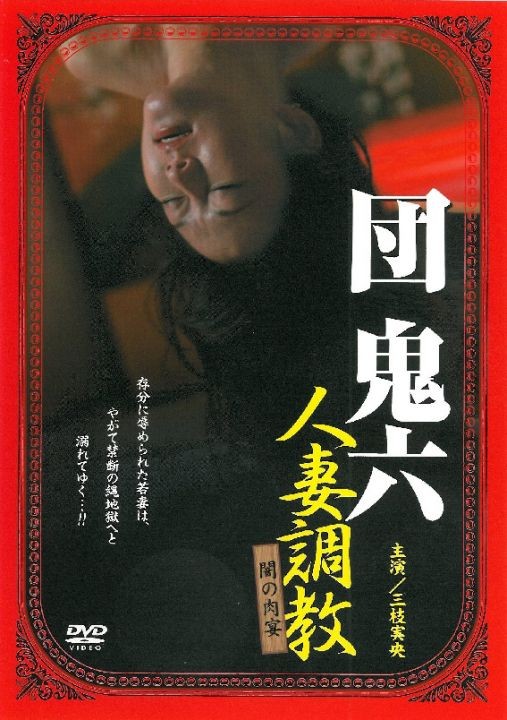 団 鬼六
人妻調教
闇の肉宴
主演／三枝実央
存分に辱められた若妻は、
やがて禁断の縄地獄へと
溺れてゆく…!!
DVD
VIDEO